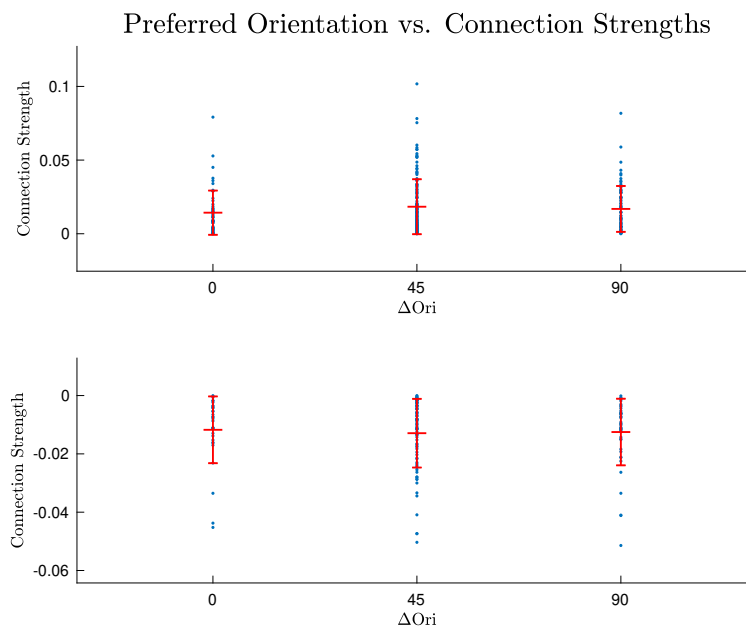 Preferred Orientation vs. Connection Strengths
Connection Strength
0.1
0.05
0
0
45
90
ΔOri
Connection Strength
0
-0.02
-0.04
-0.06
0
45
90
ΔOri